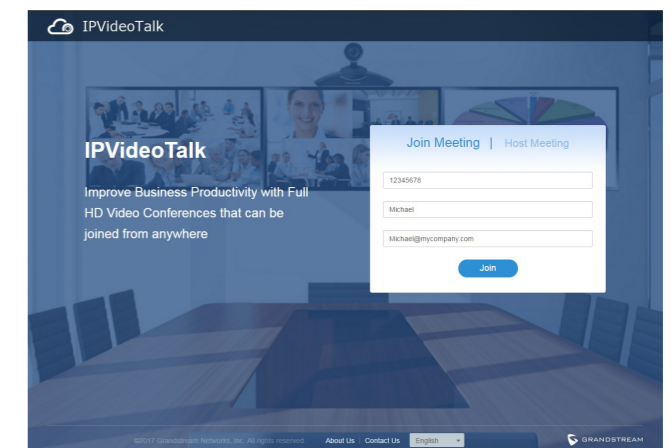 IPVideoTalk
Join Meeting | Host Meeting
IPVideoTalk
12345678
Improve Business Productivity with Full
HD Video Conferences that can be
joined from anywhere
Michael
Michael@mycompany.com
Join
©2017 Grandstream Networks, Inc. All rights reserved. About Us | Contact Us English
GRANDSTREAM